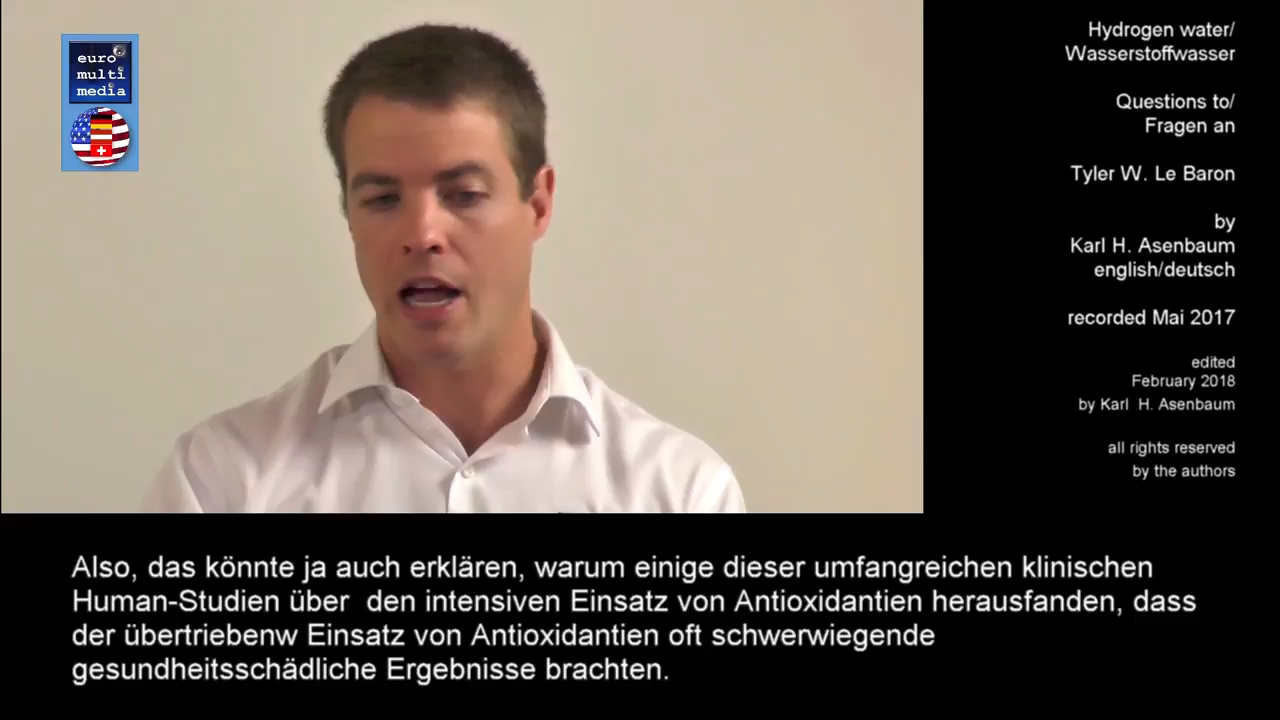 euro
multi
media
Hydrogen water/
Wasserstoffwasser
Questions to/
Fragen an
Tyler W. Le Baron
by
Karl H. Asenbaum
english/deutsch
recorded Mai 2017
edited
February 2018
by Karl H. Asenbaum
all rights reserved
by the authors
Also, das könnte ja auch erklären, warum einige dieser umfangreichen klinischen
Human-Studien über den intensiven Einsatz von Antioxidantien herausfanden, dass
der übertriebenw Einsatz von Antioxidantien oft schwerwiegende
gesundheitsschädliche Ergebnisse brachten.